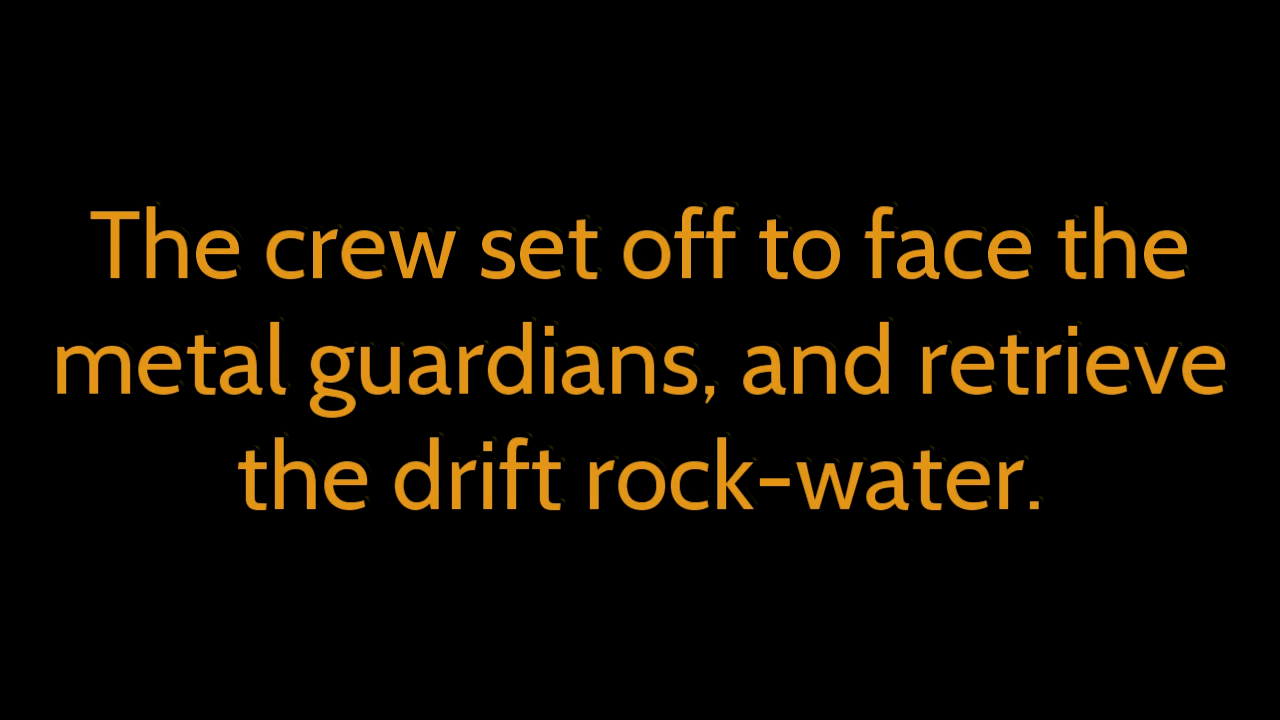 The crew set off to face the
metal guardians, and retrieve
the drift rock-water.